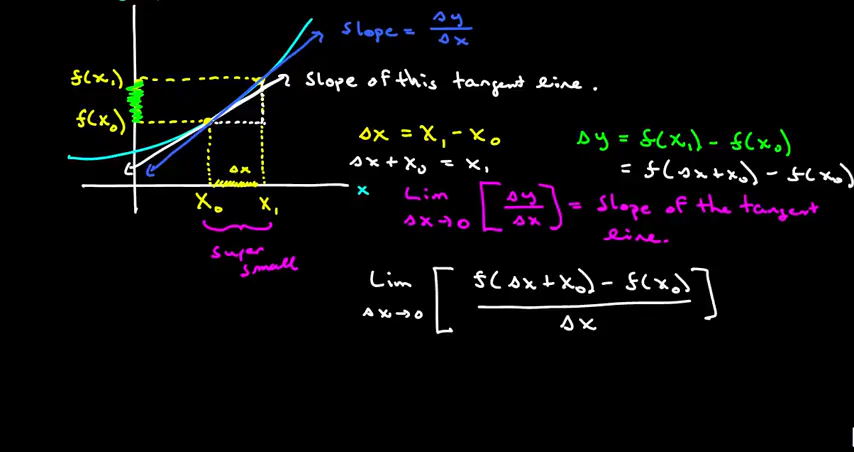 slope = Δy/Δx
f(x₁)
slope of this tangent line.
f(x₀)
Δx = x₁ - x₀
Δy = f(x₁) - f(x₀)
Δx + x₀ = x₁
= f(Δx+x₀) - f(x₀)
Δx
x
x₀ x₁
Lim Δx→0 [Δy/Δx] = slope of the tangent
line.
super
small
Lim Δx→0 [(f(Δx+x₀) - f(x₀))/Δx]